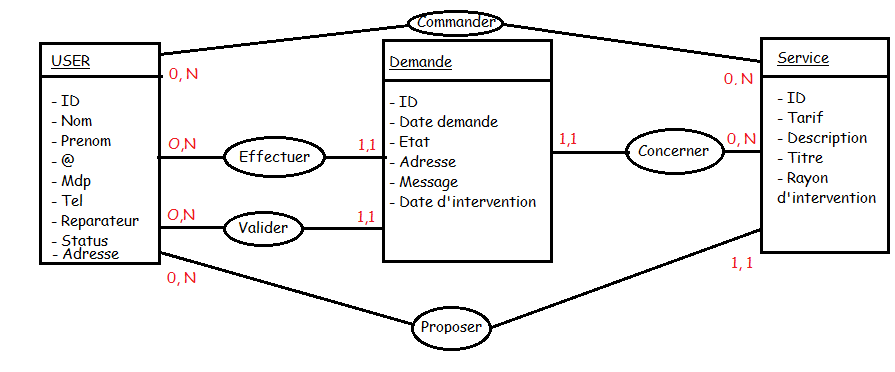 Commander
USER
- ID
- Nom
- Prenom
- @
- Mdp
- Tel
- Reparateur
- Status
- Adresse
0, N
O,N
O,N
0, N
Effectuer
Valider
1,1
1,1
Demande
- ID
- Date demande
- Etat
- Adresse
- Message
- Date d'intervention
1,1
Concerner
0. N
0, N
1, 1
Service
- ID
- Tarif
- Description
- Titre
- Rayon
d'intervention
Proposer